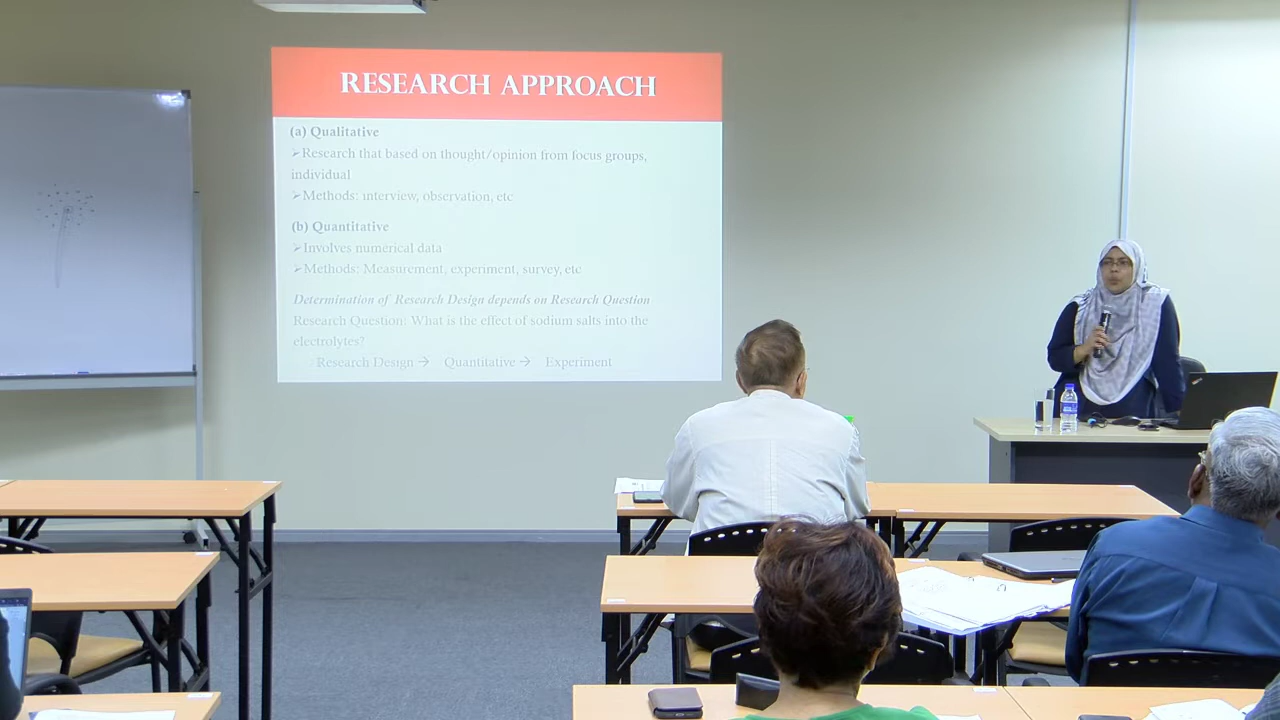 RESEARCH APPROACH
(a) Qualitative
➢Research that based on thought/opinion from focus groups,
individual
➢Methods: interview, observation, etc
(b) Quantitative
➢Involves numerical data
➢Methods: Measurement, experiment, survey, etc
Determination of Research Design depends on Research Question
Research Question: What is the effect of sodium salts into the
electrolytes?
Research Design → Quantitative → Experiment